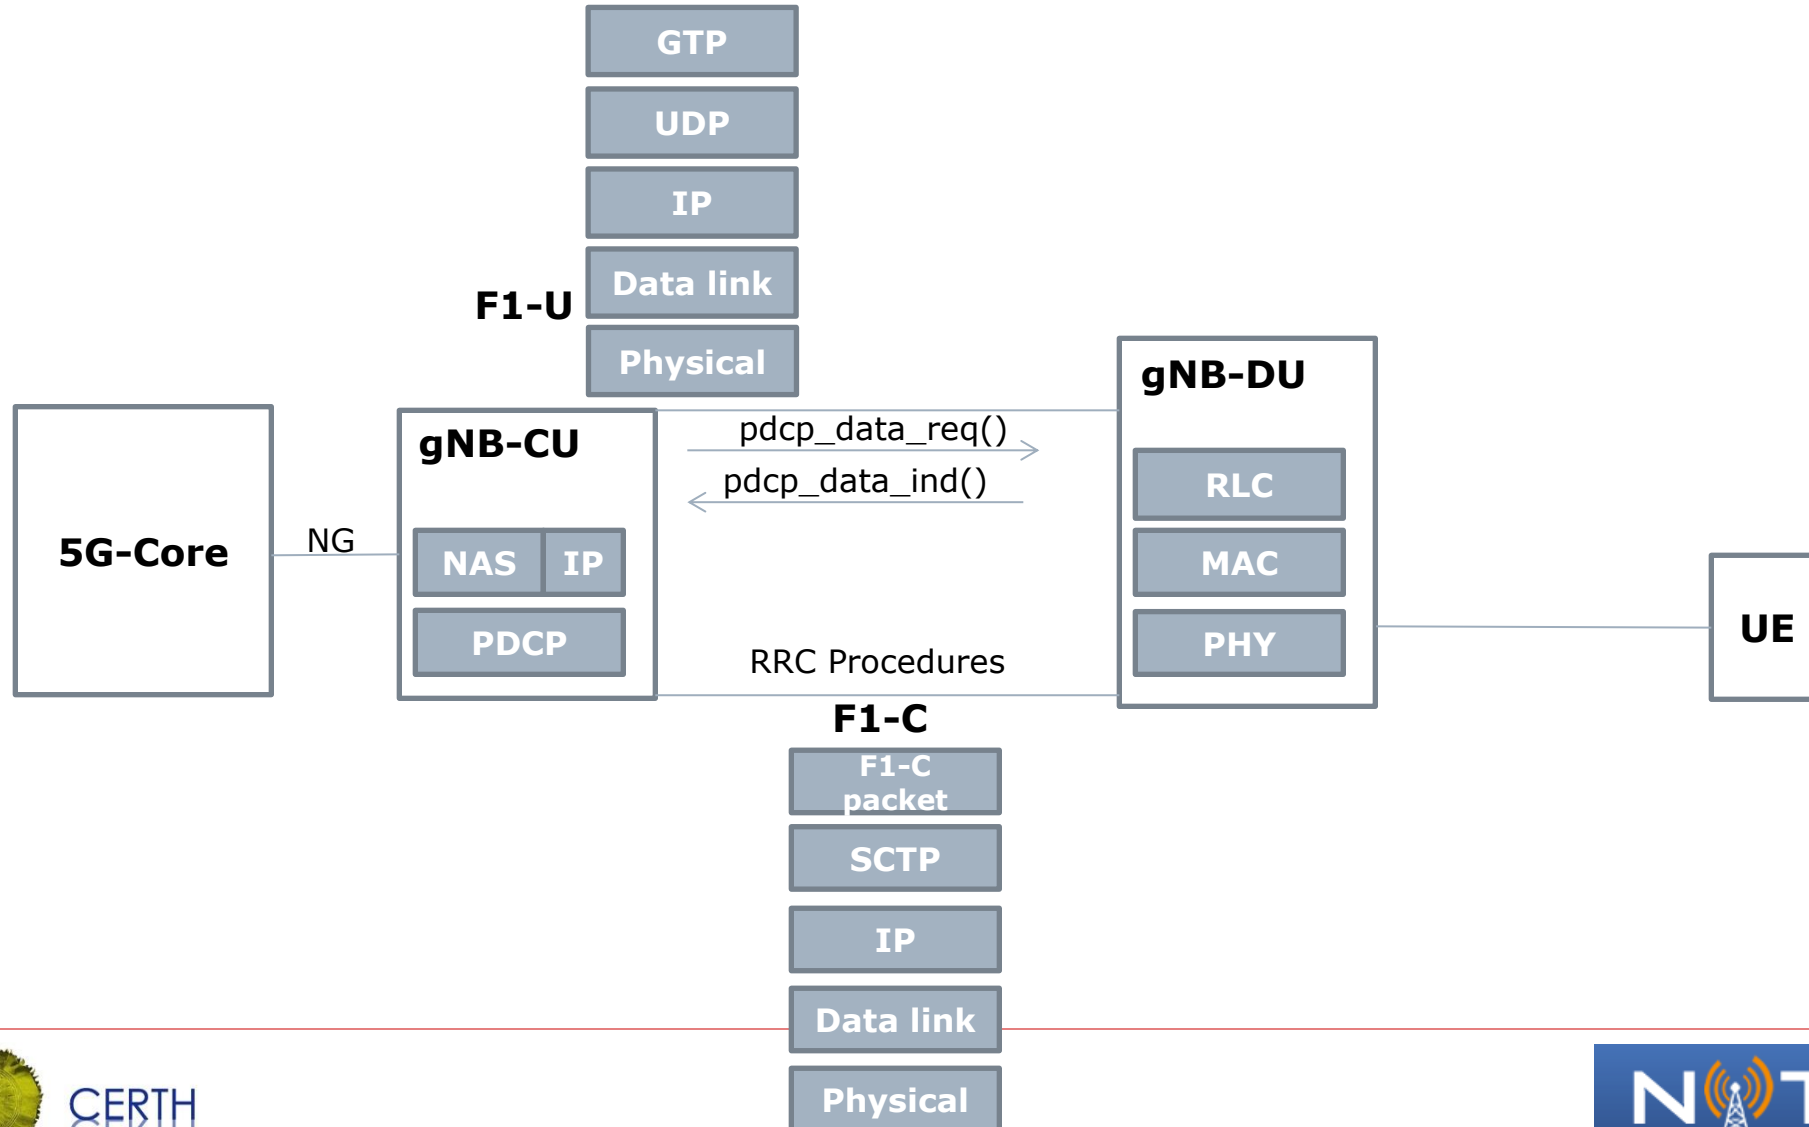 GTP
UDP
IP
Data link
F1-U
Physical
gNB-DU
gNB-CU
pdcp_data_req()
pdcp_data_ind()
RLC
5G-Core
NG
NAS IP
MAC
PDCP
RRC Procedures
PHY
UE
F1-C
F1-C
packet
SCTP
IP
Data link
Physical
CERTH